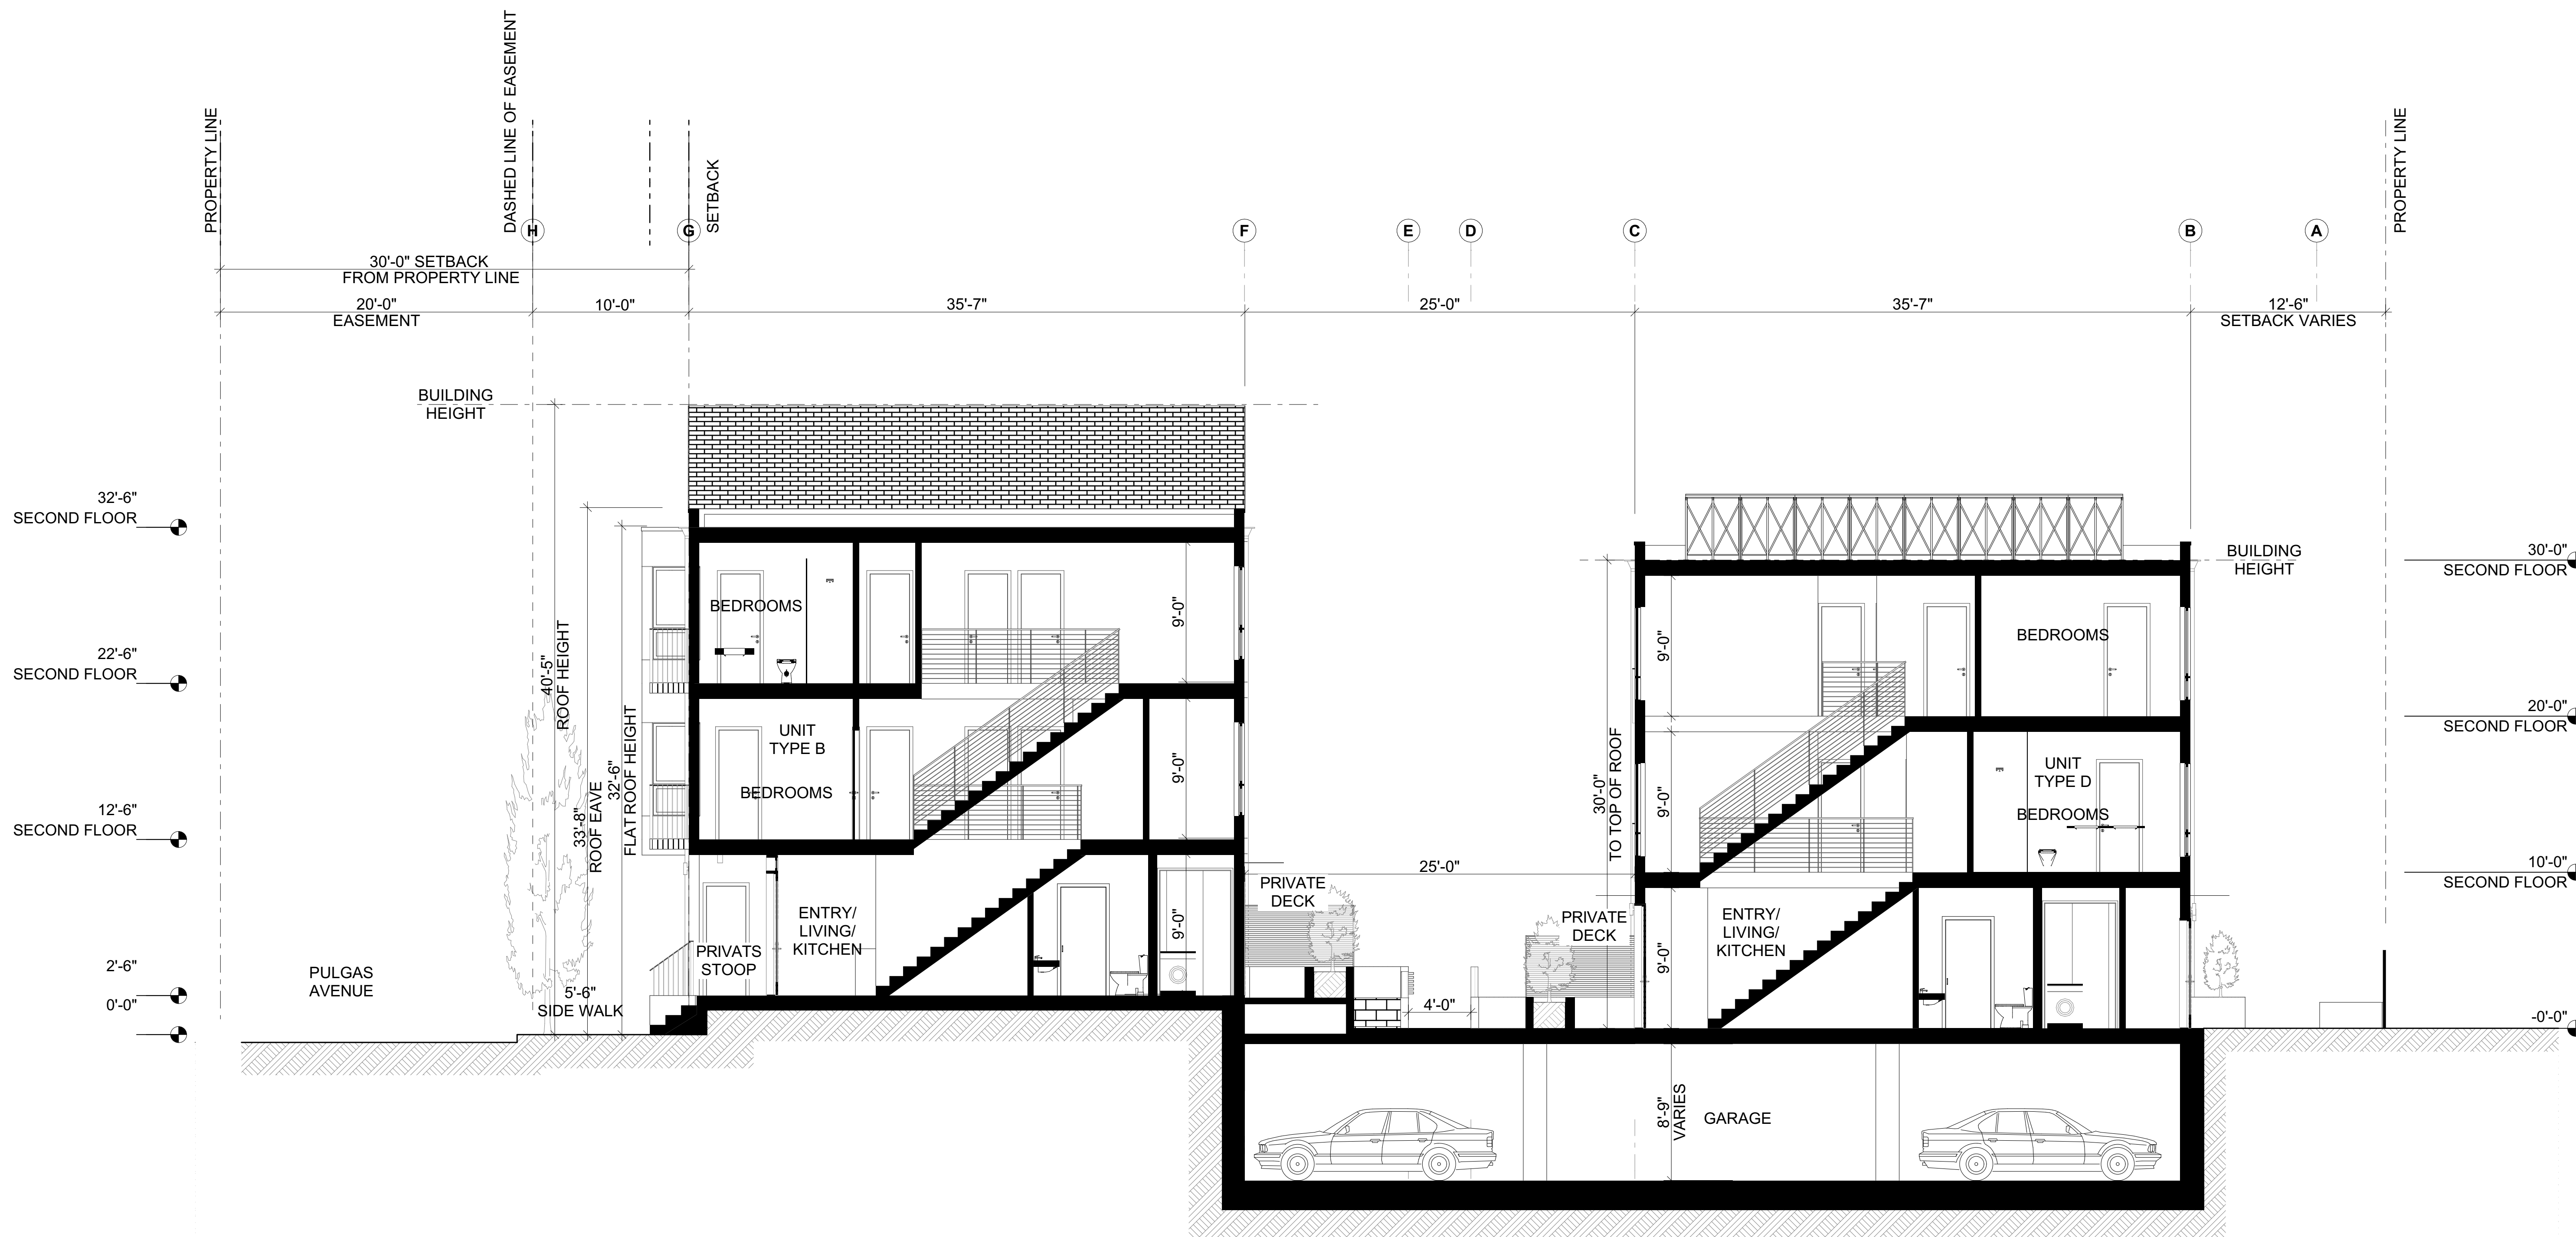 PROPERTY LINE
DASHED LINE OF EASEMENT
SETBACK
PROPERTY LINE
H
G
F
E
D
C
B
A
30'-0" SETBACK
FROM PROPERTY LINE
20'-0"
EASEMENT
10'-0"
35'-7"
25'-0"
35'-7"
12'-6"
SETBACK VARIES
BUILDING
HEIGHT
32'-6"
SECOND FLOOR
22'-6"
SECOND FLOOR
12'-6"
SECOND FLOOR
2'-6"
0'-0"
PULGAS
AVENUE
40'-5"
ROOF HEIGHT
33'-8"
ROOF EAVE
32'-6"
FLAT ROOF HEIGHT
5'-6"
SIDE WALK
BEDROOMS
9'-0"
UNIT
TYPE B
BEDROOMS
9'-0"
PRIVATS
STOOP
ENTRY/
LIVING/
KITCHEN
9'-0"
PRIVATE
DECK
25'-0"
4'-0"
PRIVATE
DECK
30'-0"
TO TOP OF ROOF
9'-0"
BEDROOMS
9'-0"
UNIT
TYPE D
BEDROOMS
9'-0"
ENTRY/
LIVING/
KITCHEN
8'-9"
VARIES
GARAGE
BUILDING
HEIGHT
30'-0"
SECOND FLOOR
20'-0"
SECOND FLOOR
10'-0"
SECOND FLOOR
-0'-0"